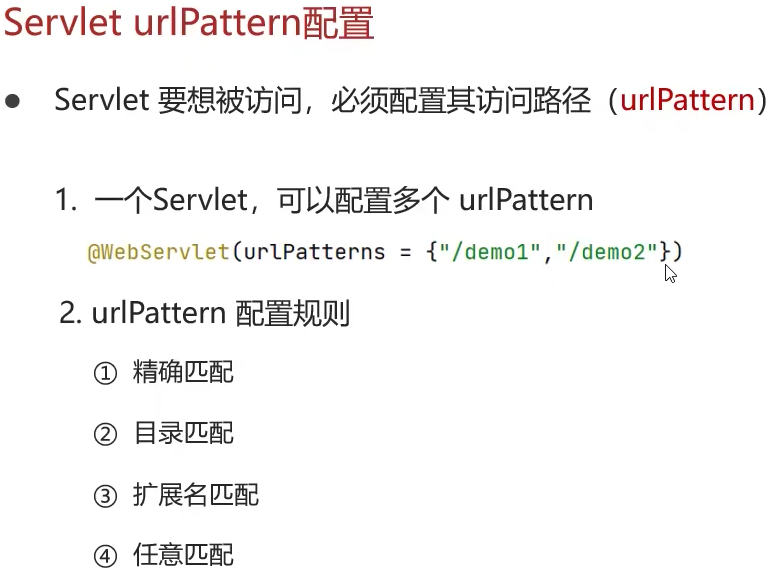 Servlet urlPattern配置
● Servlet 要想被访问，必须配置其访问路径（urlPattern）
1. 一个Servlet，可以配置多个 urlPattern
@WebServlet(urlPatterns = {"/demo1","/demo2"})
2. urlPattern 配置规则
① 精确匹配
② 目录匹配
③ 扩展名匹配
④ 任意匹配